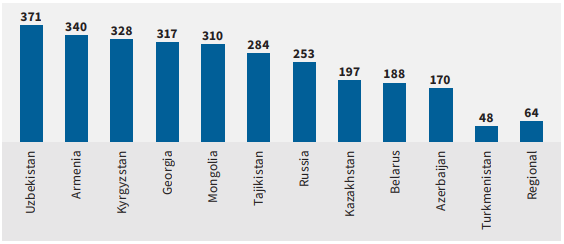 371
340
328
317
310
284
253
197
188
170
48
64
Uzbekistan
Armenia
Kyrgyzstan
Georgia
Mongolia
Tajikistan
Russia
Kazakhstan
Belarus
Azerbaijan
Turkmenistan
Regional